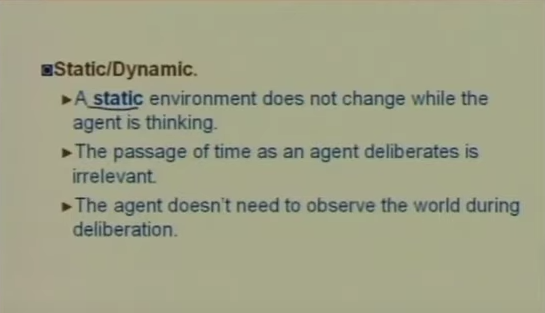 Static/Dynamic.
A static environment does not change while the
agent is thinking.
The passage of time as an agent deliberates is
irrelevant.
The agent doesn't need to observe the world during
deliberation.